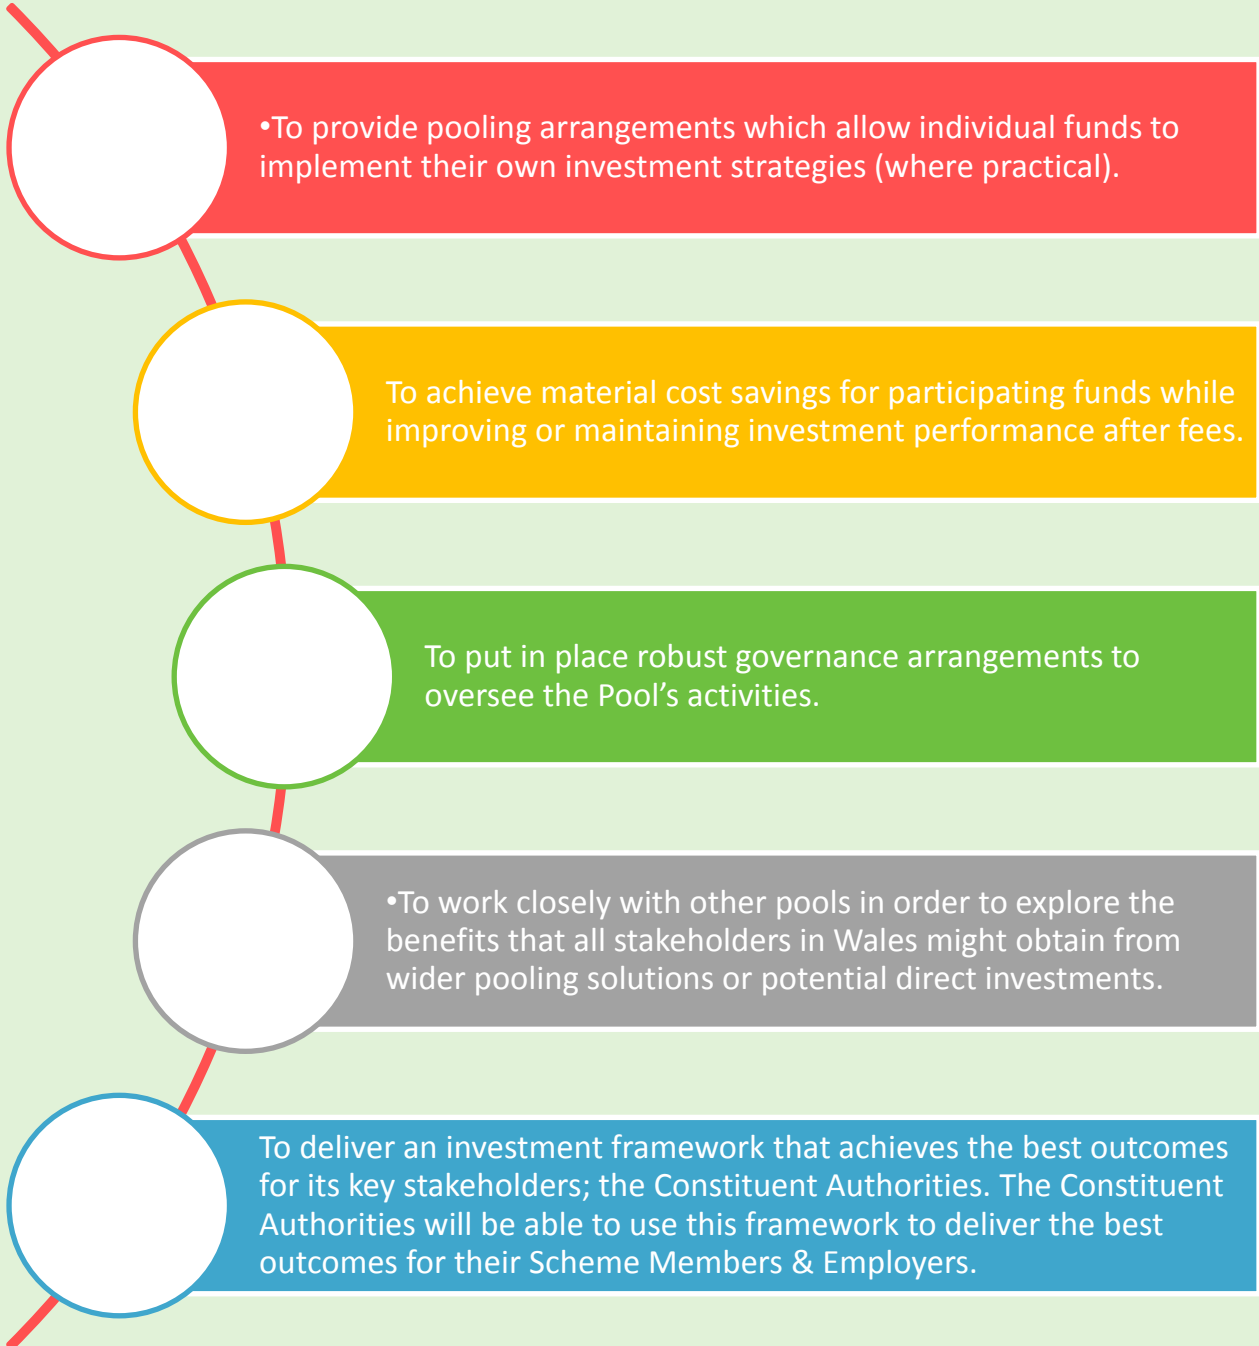 •To provide pooling arrangements which allow individual funds to
implement their own investment strategies (where practical).
To achieve material cost savings for participating funds while
improving or maintaining investment performance after fees.
To put in place robust governance arrangements to
oversee the Pool’s activities.
•To work closely with other pools in order to explore the
benefits that all stakeholders in Wales might obtain from
wider pooling solutions or potential direct investments.
To deliver an investment framework that achieves the best outcomes
for its key stakeholders; the Constituent Authorities. The Constituent
Authorities will be able to use this framework to deliver the best
outcomes for their Scheme Members & Employers.